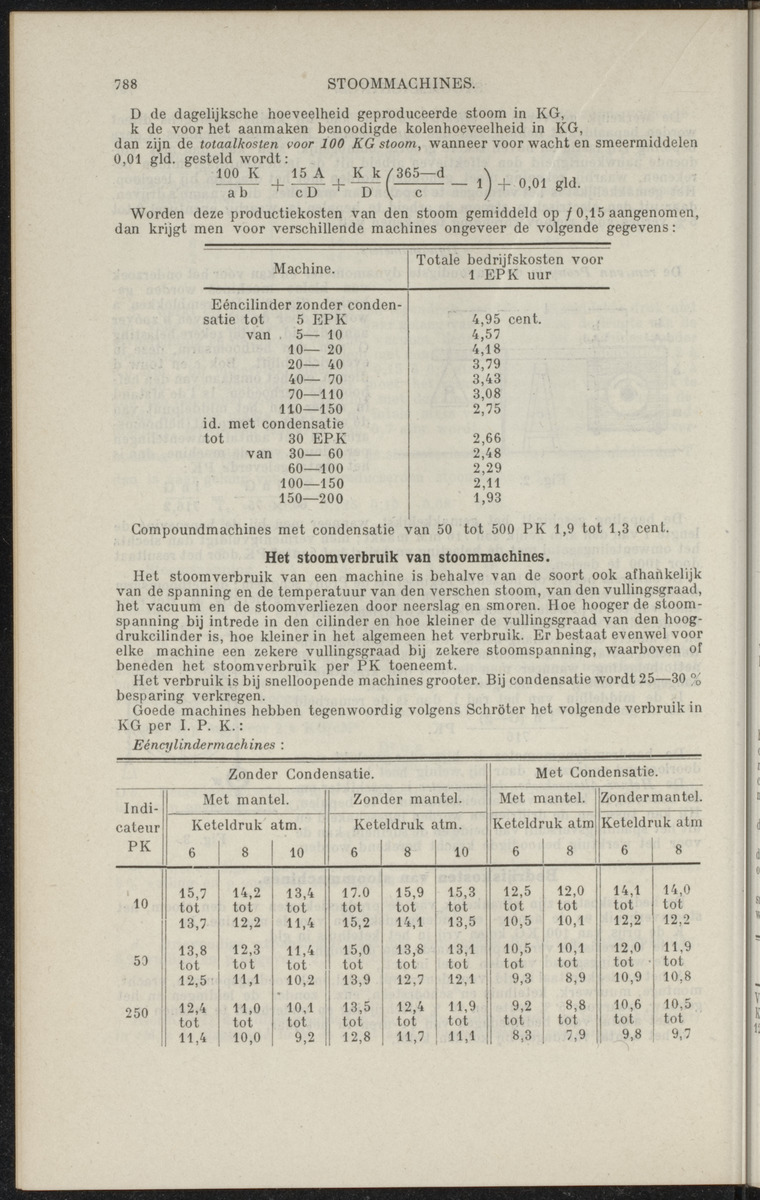 788 STOOMMACHINES.
D de dagelijksche hoeveelheid geproduceerde stoom in KG,
k de voor het aanmaken benoodigde kolenhoeveelheid in KG,
dan zijn de totaalkosten voor 100 KG stoom, wanneer voor wacht en smeermiddelen
0,01 gld. gesteld wordt:
100 K / a b + 15 A / c D + K k / D (365—d / c — 1) + 0,01 gld.
Worden deze productiekosten van den stoom gemiddeld op ƒ 0,15 aangenomen,
dan krijgt men voor verschillende machines ongeveer de volgende gegevens:
Machine. Totale bedrijfskosten voor
1 EPK uur
Eéncilinder zonder conden-
satie tot 5 EPK 4,95 cent.
van 5— 10 4,57
10— 20 4,18
20— 40 3,79
40— 70 3,43
70—110 3,08
110—150 2,75
id. met condensatie
tot 30 EPK 2,66
van 30— 60 2,48
60—100 2,29
100—150 2,11
150—200 1,93
Compoundmachines met condensatie van 50 tot 500 PK 1,9 tot 1,3 cent.
Het stoomverbruik van stoommachines.
Het stoomverbruik van een machine is behalve van de soort ook afhankelijk
van de spanning en de temperatuur van den verschen stoom, van den vullingsgraad,
het vacuum en de stoomverliezen door neerslag en smoren. Hoe hooger de stoom-
spanning bij intrede in den cilinder en hoe kleiner de vullingsgraad van den hoog-
drukcilinder is, hoe kleiner in het algemeen het verbruik. Er bestaat evenwel voor
elke machine een zekere vullingsgraad bij zekere stoomspanning, waarboven of
beneden het stoomverbruik per PK toeneemt.
Het verbruik is bij snelloopende machines grooter. Bij condensatie wordt 25—30 %
besparing verkregen.
Goede machines hebben tegenwoordig volgens Schröter het volgende verbruik in
KG per I. P. K.:
Eéncylindermachines :
Zonder Condensatie. Met Condensatie.
Indi- Met mantel. Zonder mantel. Met mantel. Zonder mantel.
cateur Keteldruk atm. Keteldruk atm. Keteldruk atm Keteldruk atm
PK 6 8 10 6 8 10 6 8 6 8
15,7 14,2 13,4 17.0 15,9 15,3 12,5 12,0 14,1 14,0
10 tot tot tot tot tot tot tot tot tot tot
13,7 12,2 11,4 15,2 14,1 13,5 10,5 10,1 12,2 12,2
13,8 12,3 11,4 15,0 13,8 13,1 10,5 10,1 12,0 11,9
50 tot tot tot tot tot tot tot tot tot tot
12,5 11,1 10,2 13,9 12,7 12,1 9,3 8,9 10,9 10,8
12,4 11,0 10,1 13,5 12,4 11,9 9,2 8,8 10,6 10,5
250 tot tot tot tot tot tot tot tot tot tot
11,4 10,0 9,2 12,8 11,7 11,1 8,3 7,9 9,8 9,7